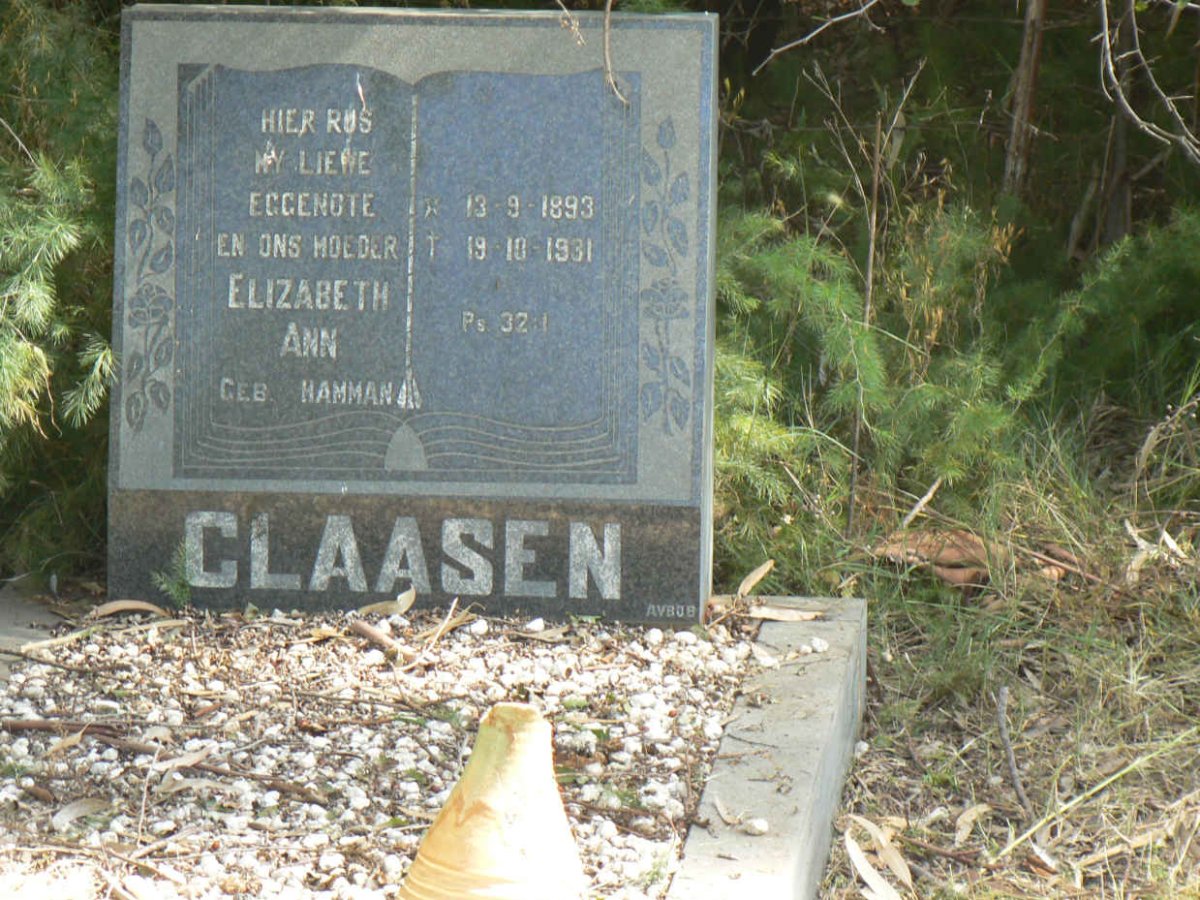 HIER RUS
MY LIEWE
EGGENOTE
EN ONS MOEDER
ELIZABETH
ANN
GEB. HAMMAN
* 13-9-1893
† 19-10-1931
Ps. 32:1
CLAASEN
AVBOB